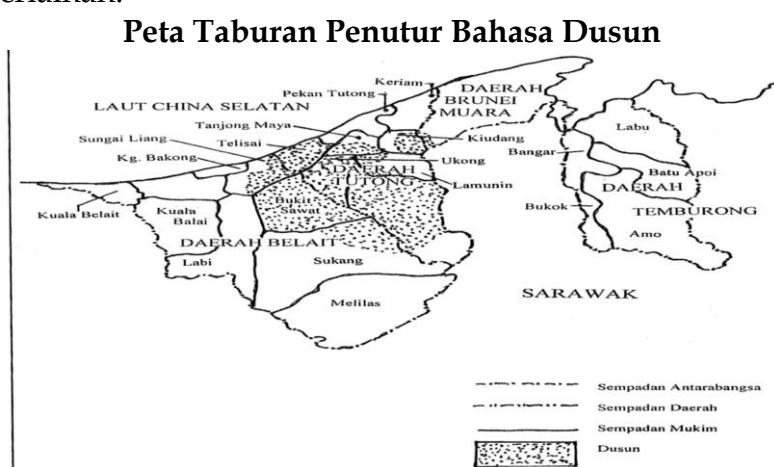 Peta Taburan Penutur Bahasa Dusun
Keriam
DAERAH
BRUNEI
MUARA
Pekan Tutong
LAUT CHINA SELATAN
Tanjong Maya
Labu
Sungai Liang
Telisai
Kiudang
Kg. Bakong
Bangar
Ukong
DAERAH
TUTONG
Batu Apoi
Lamunin
DAERAH
TEMBURONG
Kuala Belait
Kuala
Balai
Bukit
Sawat
Bukok
Amo
DAERAH BELAIT
Labi
Sukang
Melilas
SARAWAK
Sempadan Antarabangsa
Sempadan Daerah
Sempadan Mukim
Dusun